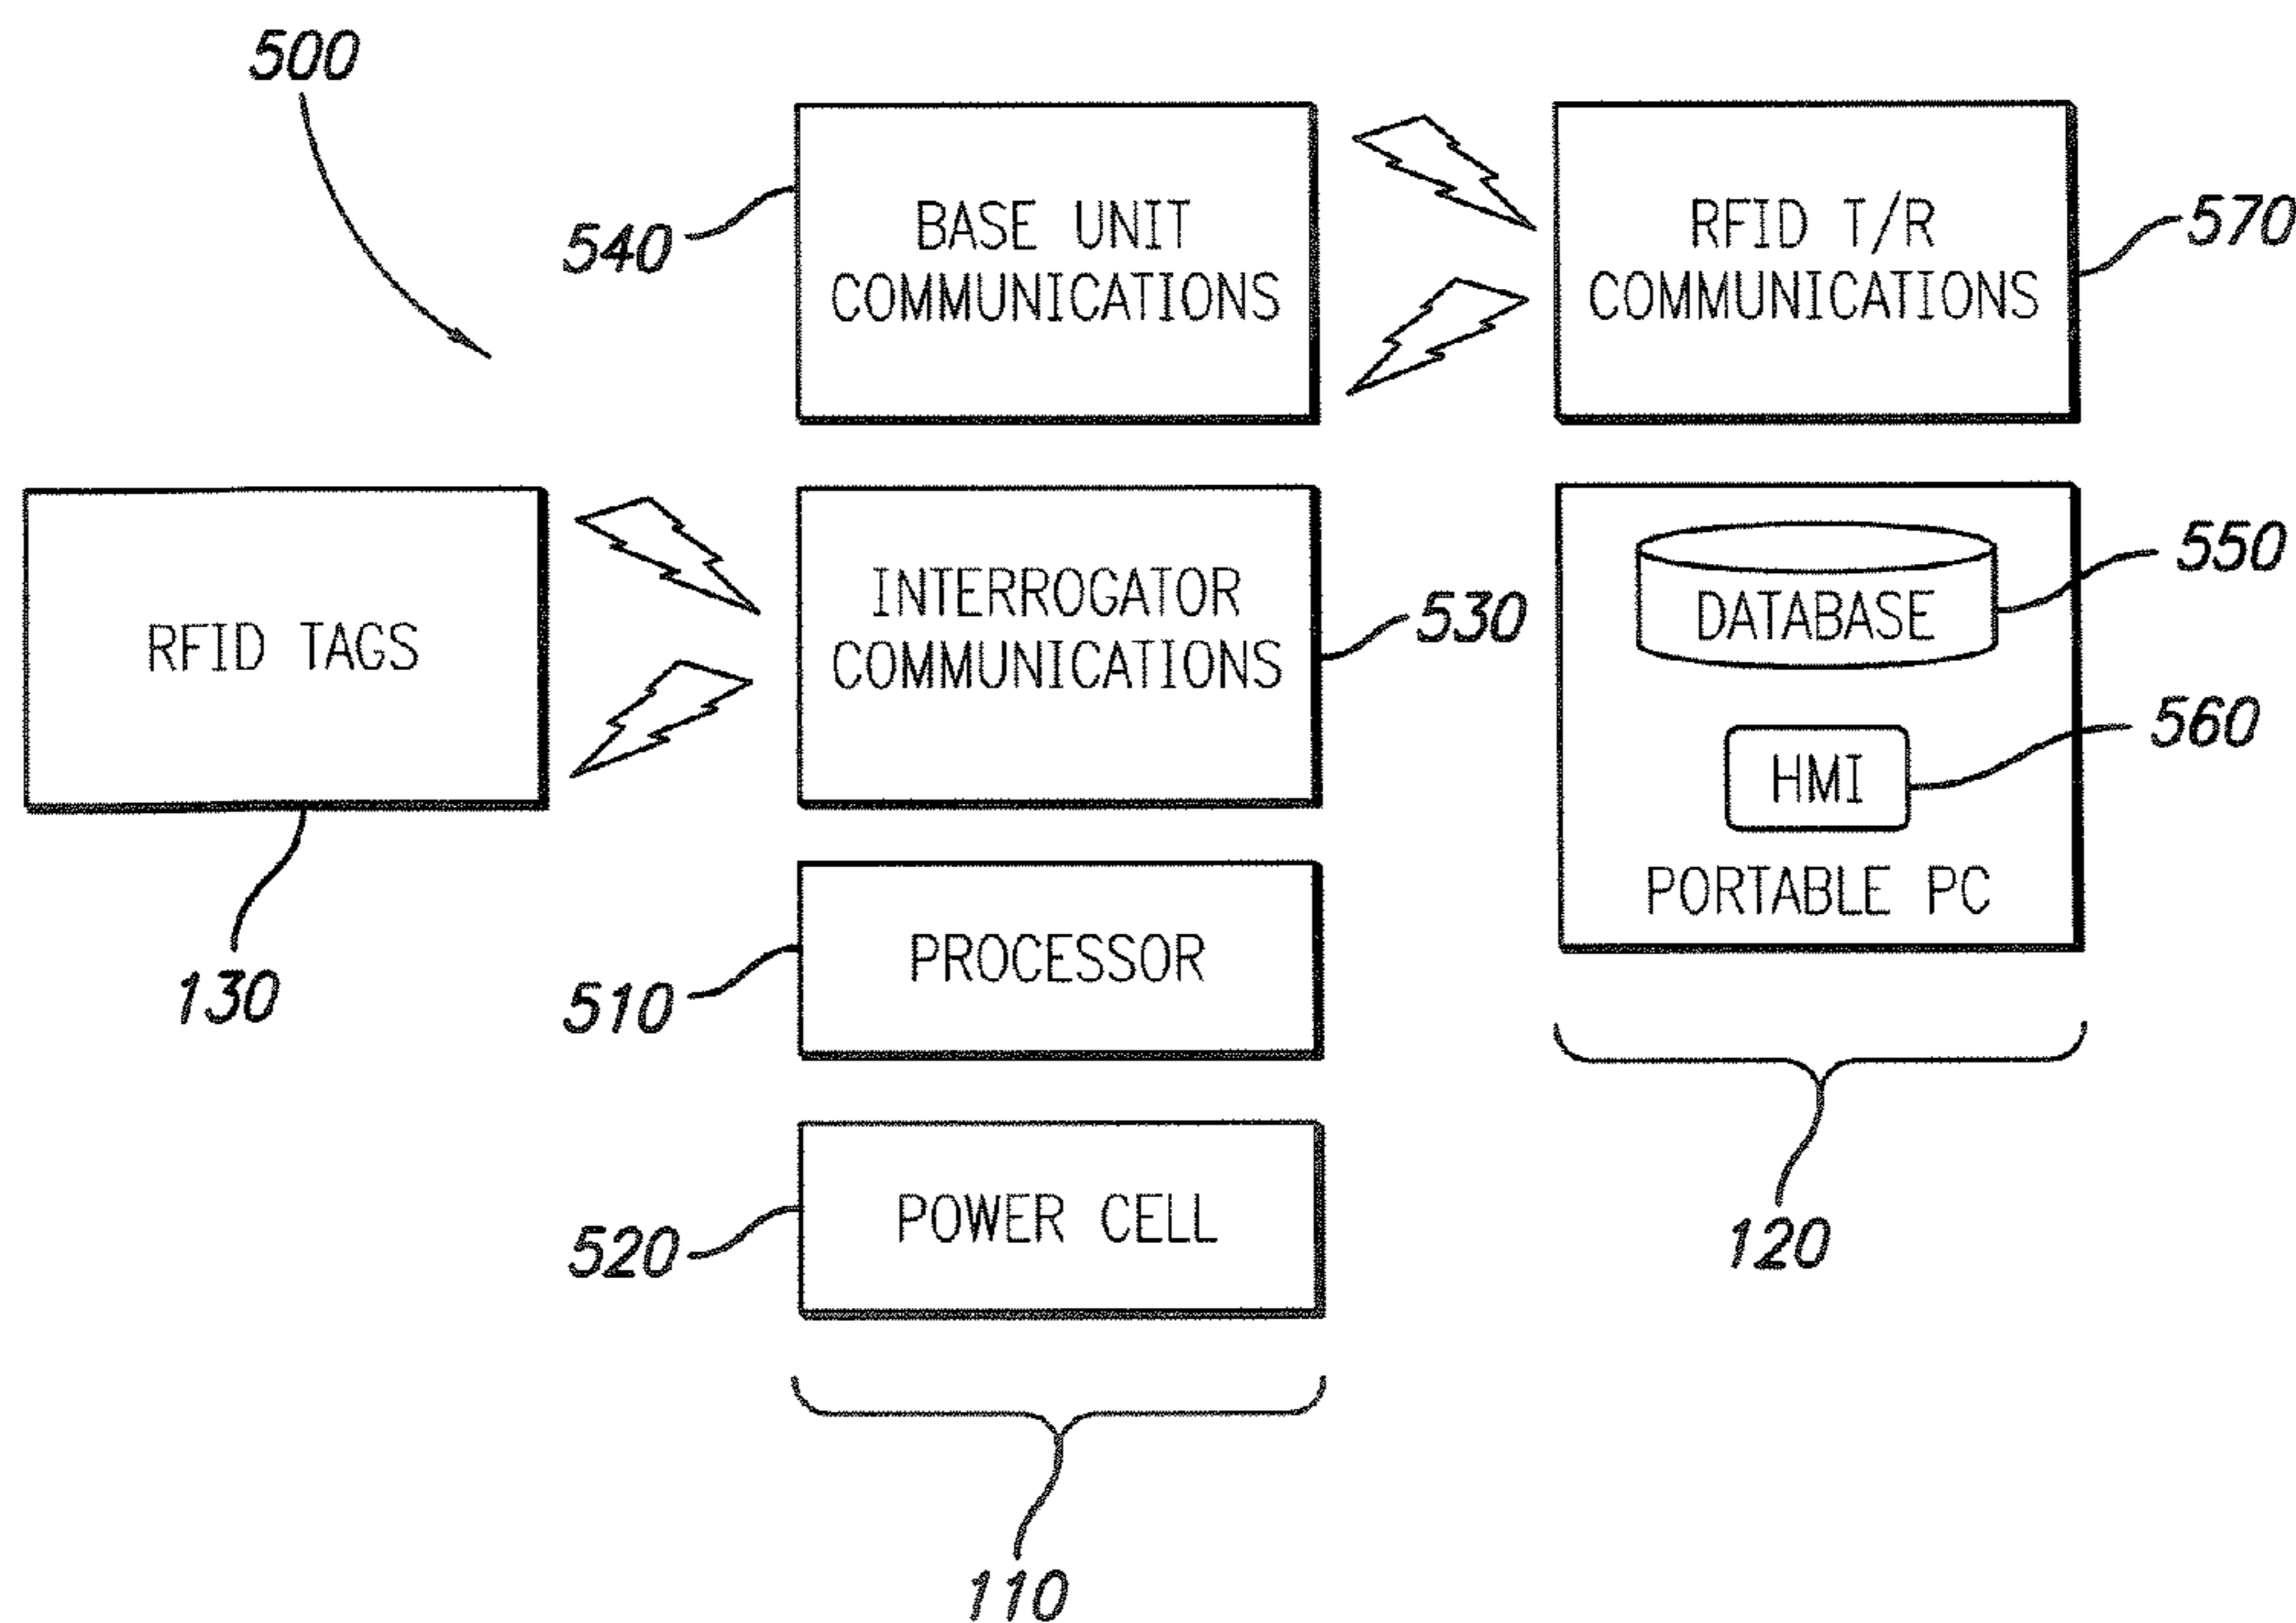 500
540
BASE UNIT
COMMUNICATIONS
RFID T/R
COMMUNICATIONS
570
RFID TAGS
130
INTERROGATOR
COMMUNICATIONS
530
DATABASE
550
HMI
560
PORTABLE PC
510
PROCESSOR
520
POWER CELL
120
110